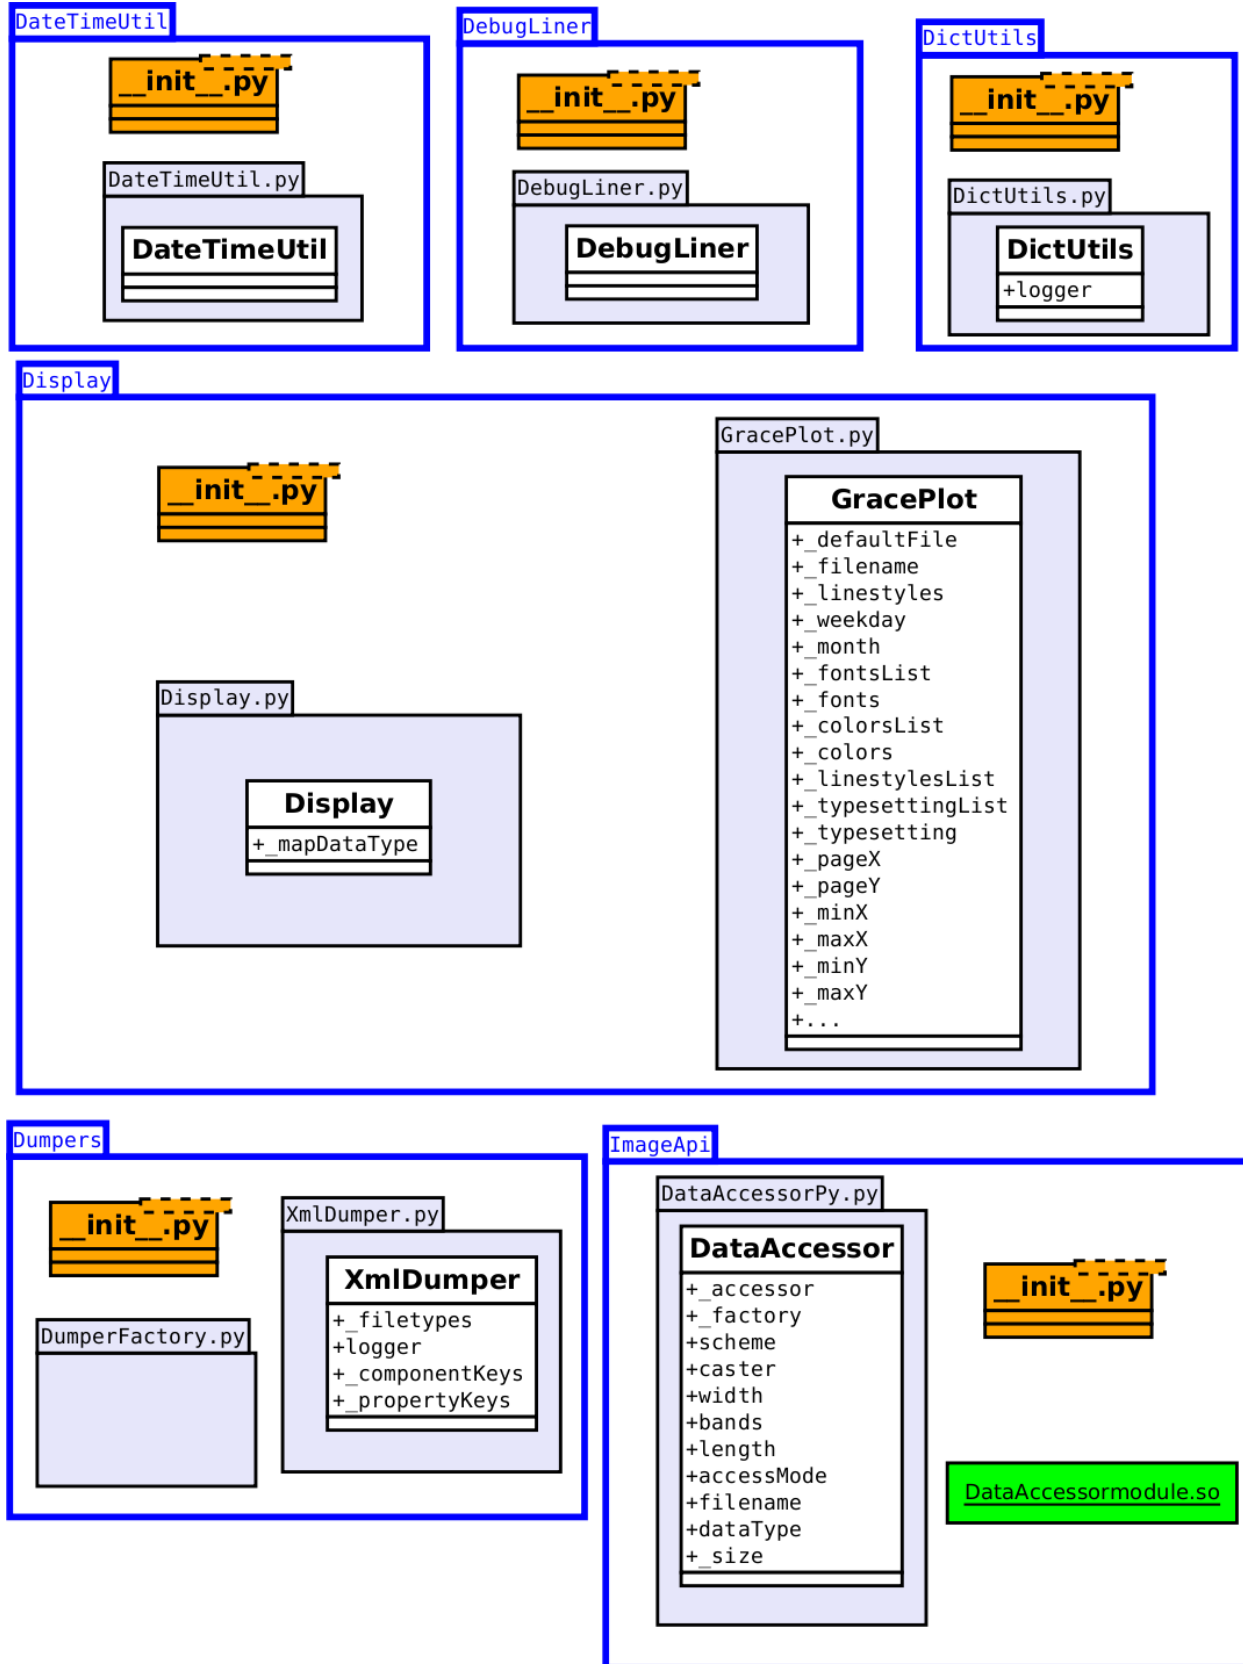 DateTimeUtil
__init__.py
DateTimeUtil.py
DateTimeUtil
DebugLiner
__init__.py
DebugLiner.py
DebugLiner
DictUtils
__init__.py
DictUtils.py
DictUtils
+logger
Display
__init__.py
Display.py
Display
+_mapDataType
GracePlot.py
GracePlot
+_defaultFile
+_filename
+_linestyles
+_weekday
+_month
+_fontsList
+_fonts
+_colorsList
+_colors
+_linestylesList
+_typesettingList
+_typesetting
+_pageX
+_pageY
+_minX
+_maxX
+_minY
+_maxY
+...
Dumpers
__init__.py
DumperFactory.py
XmlDumper.py
XmlDumper
+_filetypes
+logger
+_componentKeys
+_propertyKeys
ImageApi
DataAccessorPy.py
DataAccessor
+_accessor
+_factory
+scheme
+caster
+width
+bands
+length
+accessMode
+filename
+dataType
+_size
__init__.py
DataAccessormodule.so